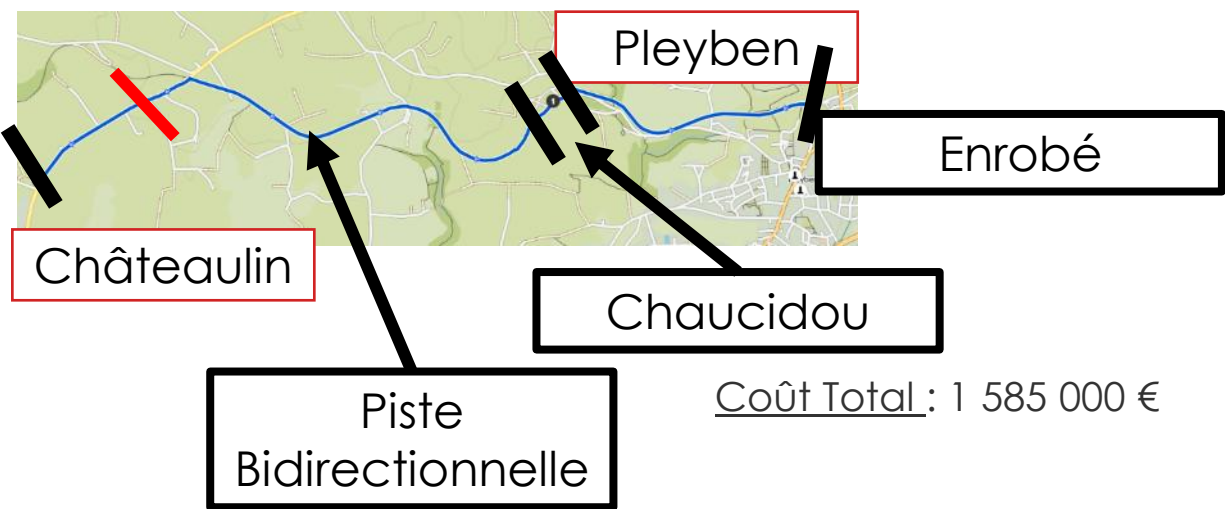 Pleyben
Enrobé
Châteaulin
Chaucidou
Piste
Bidirectionnelle
Coût Total : 1 585 000 €